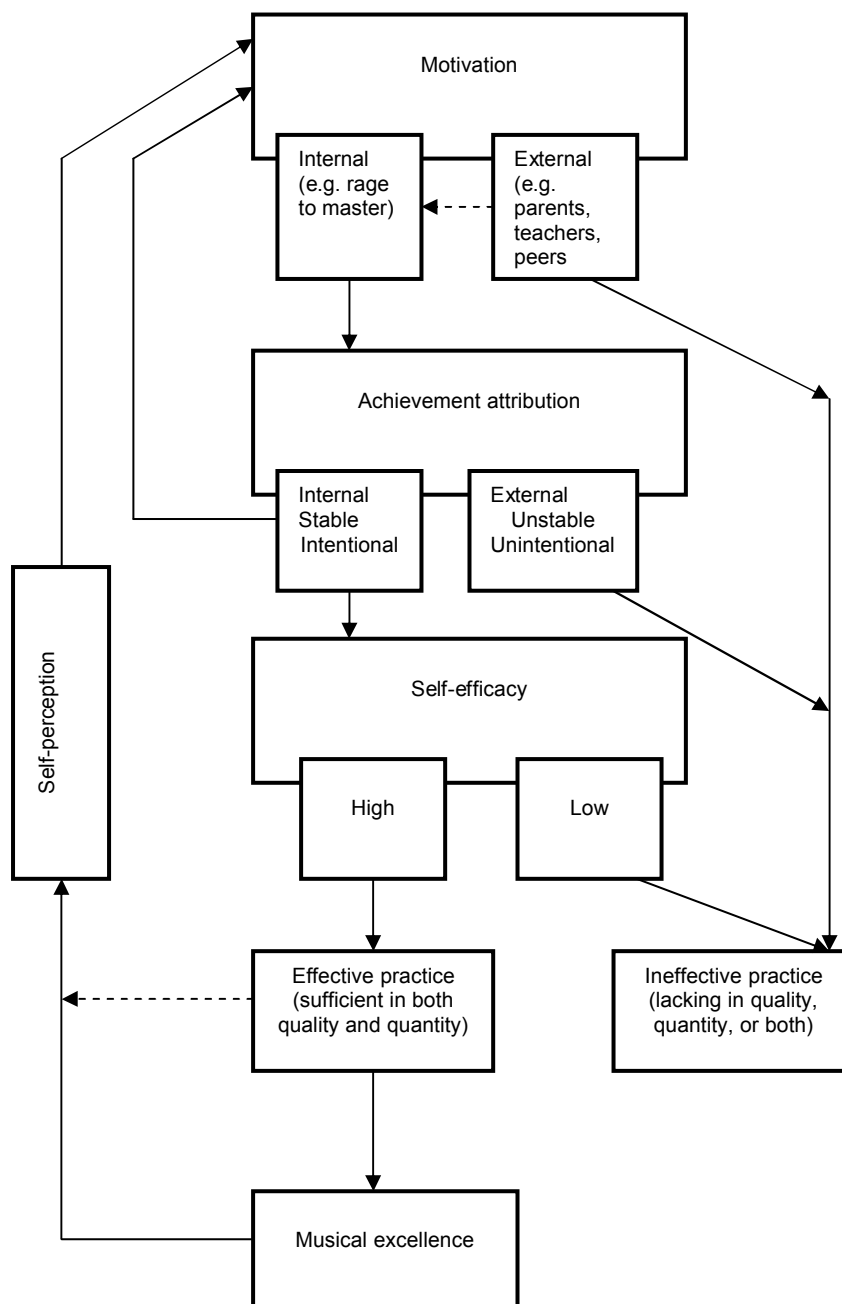 Motivation
Internal
(e.g. rage
to master)
External
(e.g.
parents,
teachers,
peers
Achievement attribution
Internal
Stable
Intentional
External
Unstable
Unintentional
Self-perception
Self-efficacy
High
Low
Effective practice
(sufficient in both
quality and quantity)
Ineffective practice
(lacking in quality,
quantity, or both)
Musical excellence